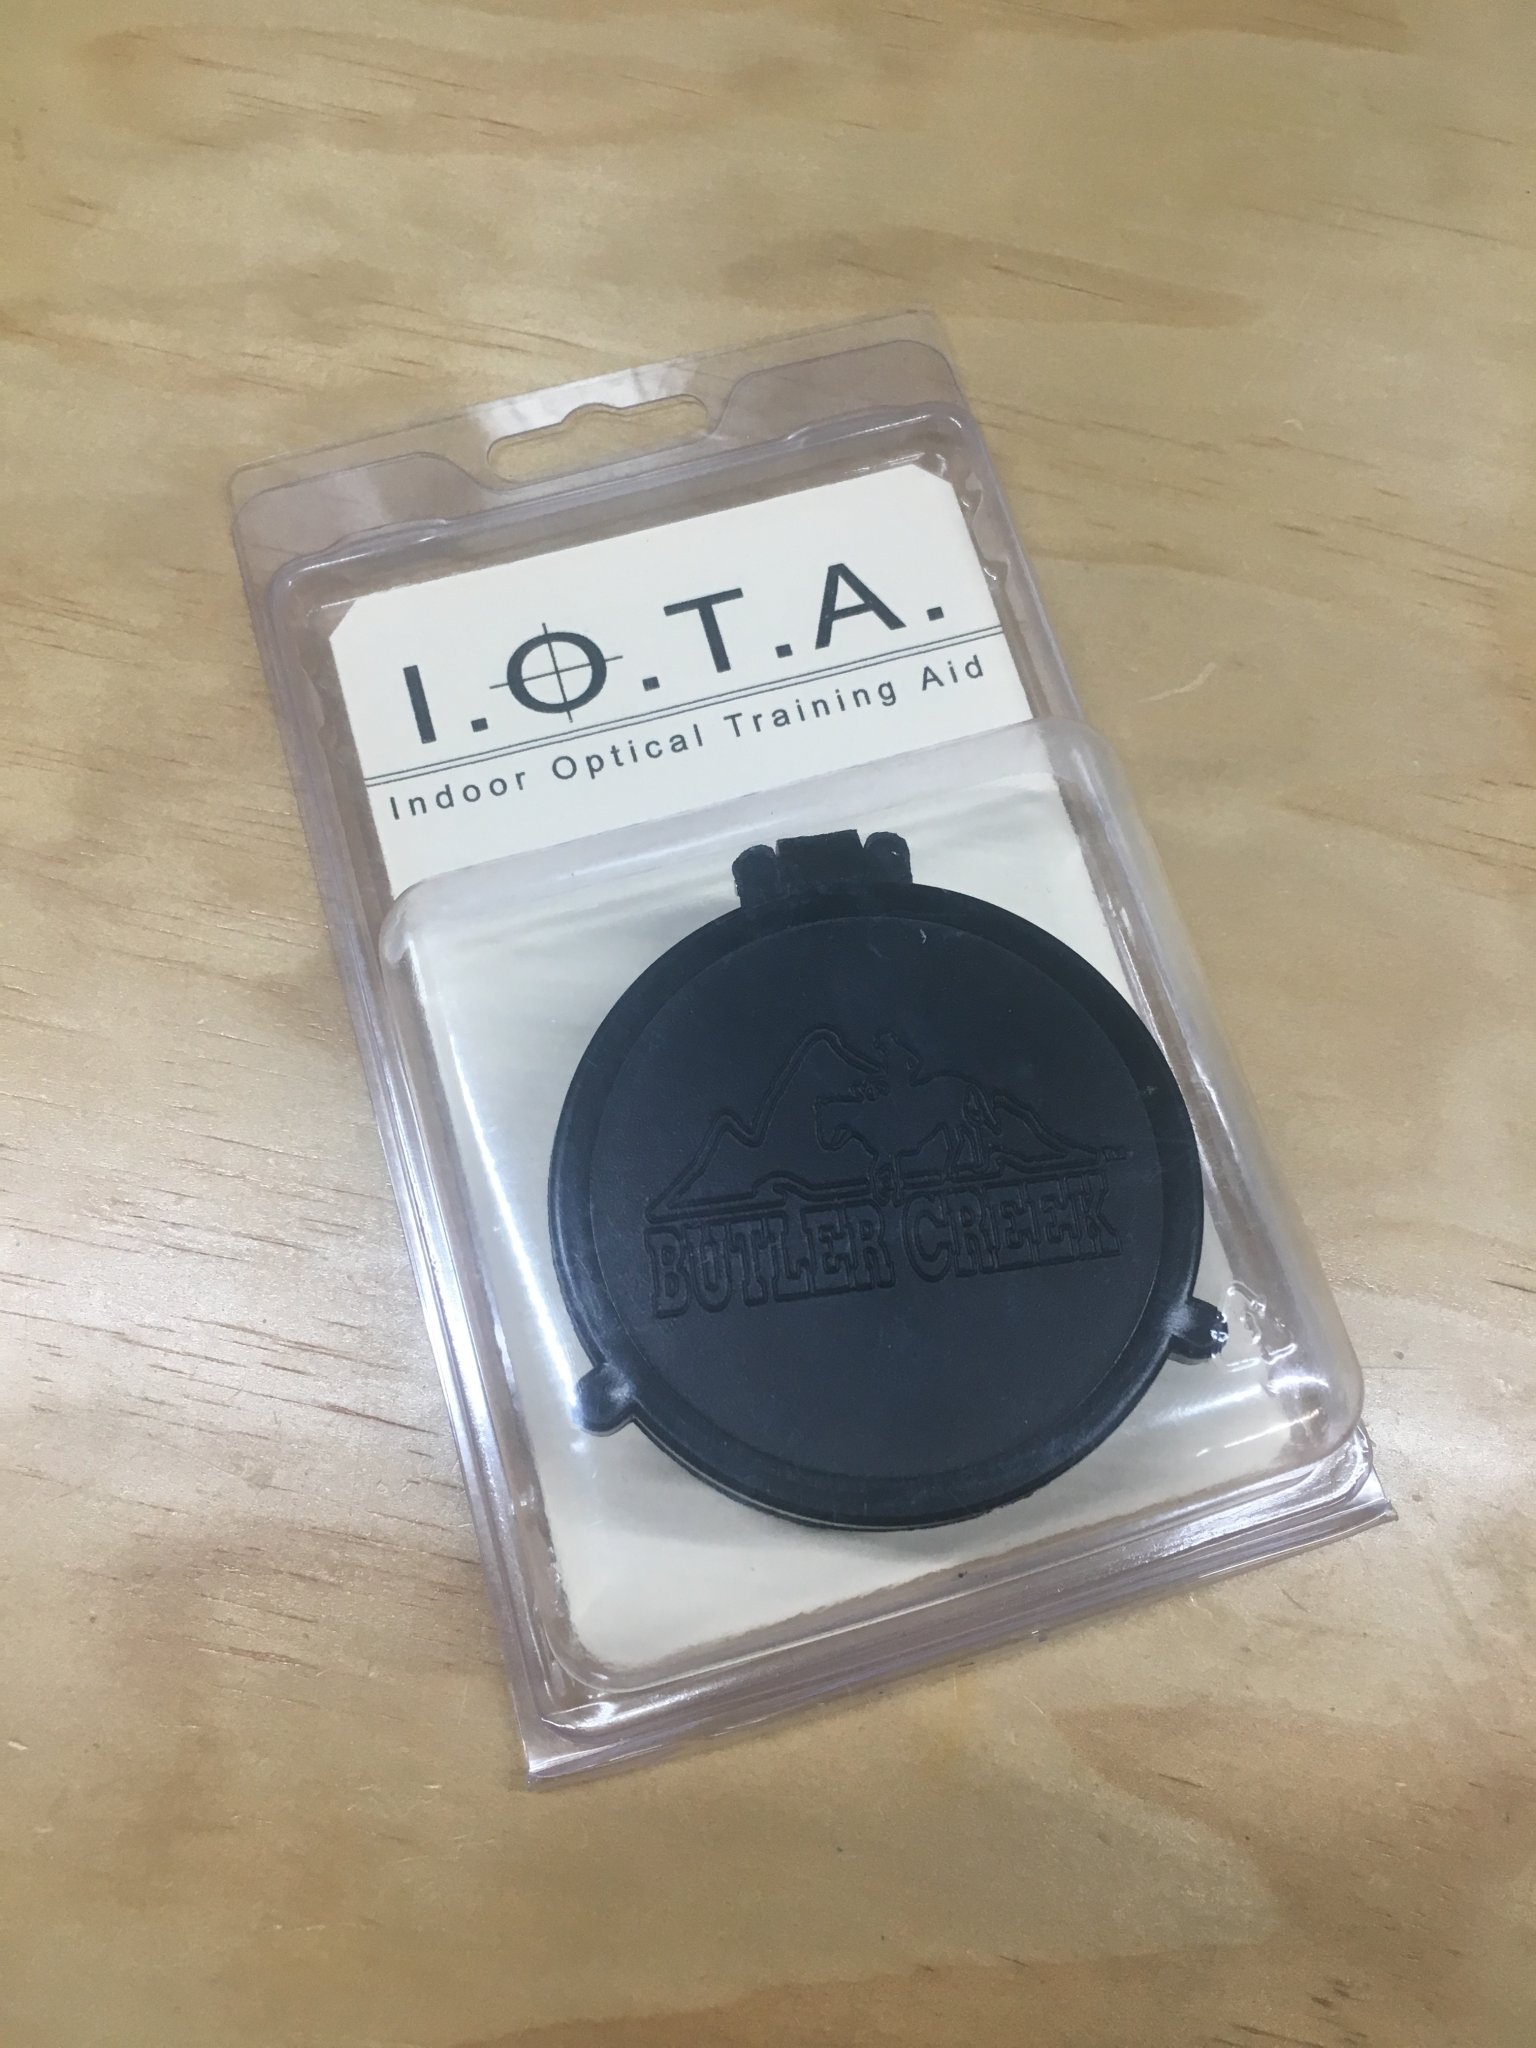 I.O.T.A.
Indoor Optical Training Aid
BUTLER CREEK